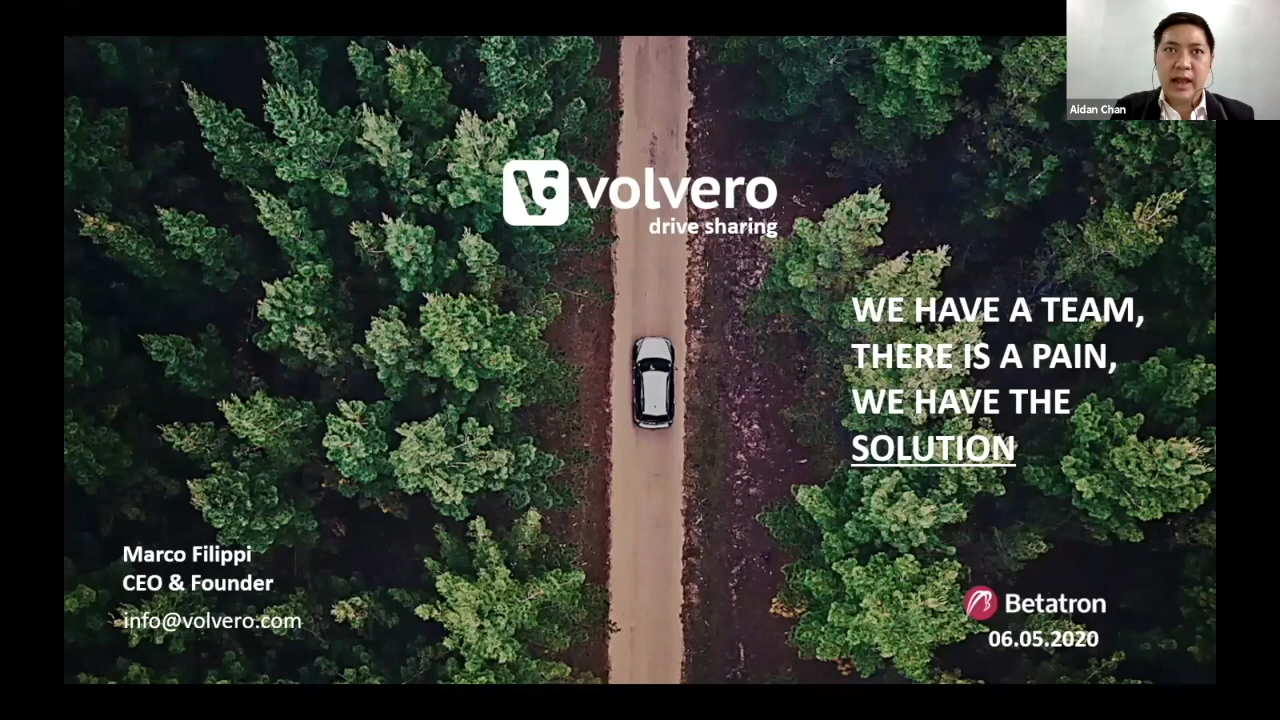 Aidan Chan
volvero
drive sharing
WE HAVE A TEAM,
THERE IS A PAIN,
WE HAVE THE
SOLUTION
Marco Filippi
CEO & Founder
info@volvero.com
Betatron
06.05.2020